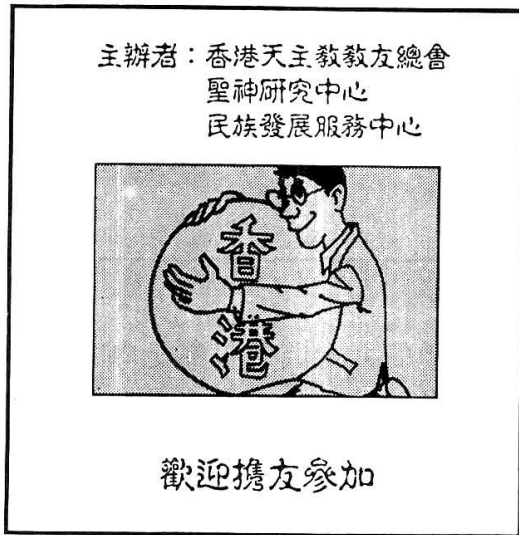 主辦者：香港天主教教友總會
聖神研究中心
民族發展服務中心
香港
歡迎攜友參加